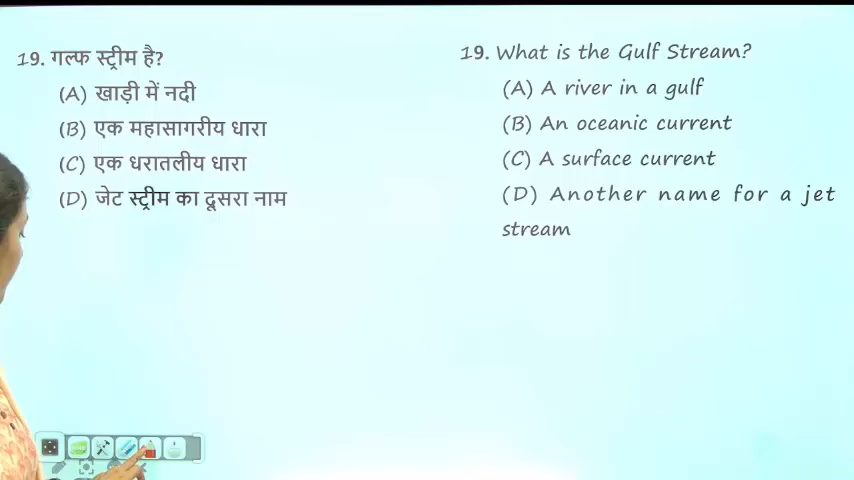 19. गल्फ स्ट्रीम है?
(A) खाड़ी में नदी
(B) एक महासागरीय धारा
(C) एक धरातलीय धारा
(D) जेट स्ट्रीम का दूसरा नाम
19. What is the Gulf Stream?
(A) A river in a gulf
(B) An oceanic current
(C) A surface current
(D) Another name for a jet
stream